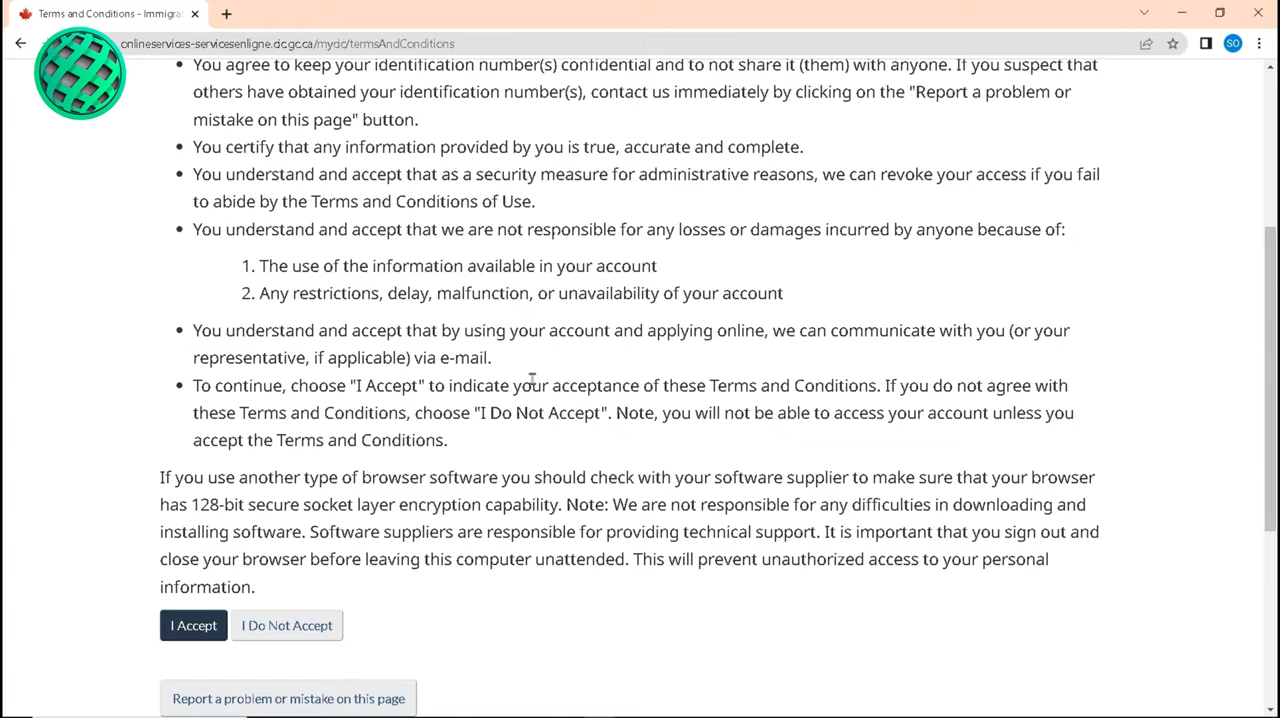 Terms and Conditions - Immigra
onlineservices-servicesenligne.cic.gc.ca/mycic/termsAndConditions
SO
• You agree to keep your identification number(s) confidential and to not share it (them) with anyone. If you suspect that
others have obtained your identification number(s), contact us immediately by clicking on the "Report a problem or
mistake on this page" button.
• You certify that any information provided by you is true, accurate and complete.
• You understand and accept that as a security measure for administrative reasons, we can revoke your access if you fail
to abide by the Terms and Conditions of Use.
• You understand and accept that we are not responsible for any losses or damages incurred by anyone because of:
1. The use of the information available in your account
2. Any restrictions, delay, malfunction, or unavailability of your account
• You understand and accept that by using your account and applying online, we can communicate with you (or your
representative, if applicable) via e-mail.
• To continue, choose "I Accept" to indicate your acceptance of these Terms and Conditions. If you do not agree with
these Terms and Conditions, choose "I Do Not Accept". Note, you will not be able to access your account unless you
accept the Terms and Conditions.
If you use another type of browser software you should check with your software supplier to make sure that your browser
has 128-bit secure socket layer encryption capability. Note: We are not responsible for any difficulties in downloading and
installing software. Software suppliers are responsible for providing technical support. It is important that you sign out and
close your browser before leaving this computer unattended. This will prevent unauthorized access to your personal
information.
I Accept
I Do Not Accept
Report a problem or mistake on this page